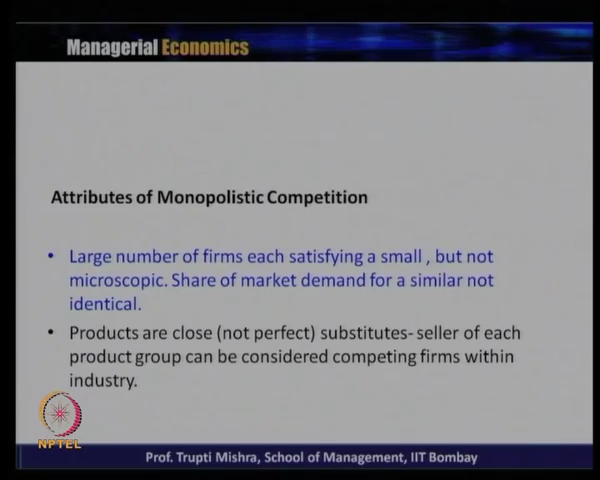 Managerial Economics
Attributes of Monopolistic Competition
• Large number of firms each satisfying a small , but not
microscopic. Share of market demand for a similar not
identical.
• Products are close (not perfect) substitutes- seller of each
product group can be considered competing firms within
industry.
NPTEL
Prof. Trupti Mishra, School of Management, IIT Bombay